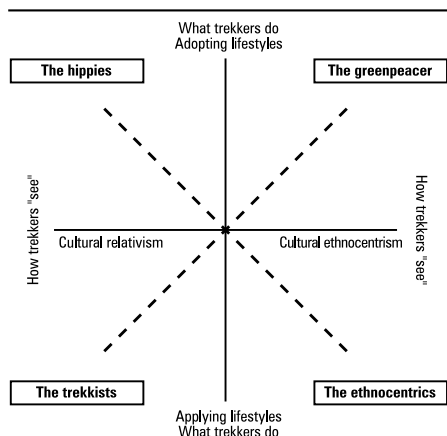 What trekkers do
Adopting lifestyles
The hippies
The greenpeacer
How trekkers "see"
Cultural relativism
Cultural ethnocentrism
How trekkers "see"
The trekkists
The ethnocentrics
Applying lifestyles
What trekkers do